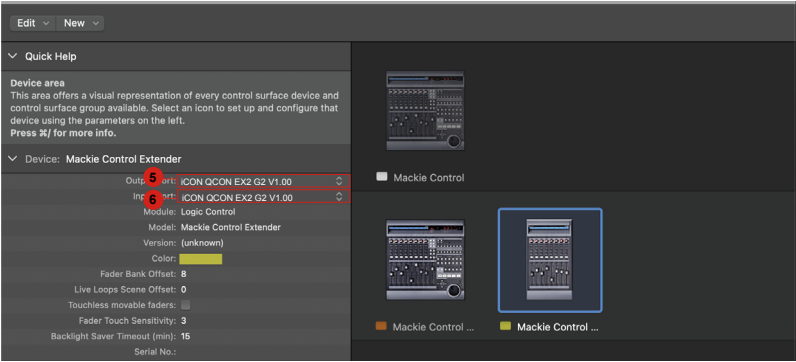 Edit New
Quick Help
Device area
This area offers a visual representation of every control surface device and
control surface group available. Select an icon to set up and configure that
device using the parameters on the left.
Press ⌘/ for more info.
Device: Mackie Control Extender
5
Outp rt: iCON QCON EX2 G2 V1.00
6
Inp ort: iCON QCON EX2 G2 V1.00
Module: Logic Control
Model: Mackie Control Extender
Version: (unknown)
Color:
Fader Bank Offset: 8
Live Loops Scene Offset: 0
Touchless movable faders:
Fader Touch Sensitivity: 3
Backlight Saver Timeout (min): 15
Serial No.:
Mackie Control
Mackie Control ...
Mackie Control ...